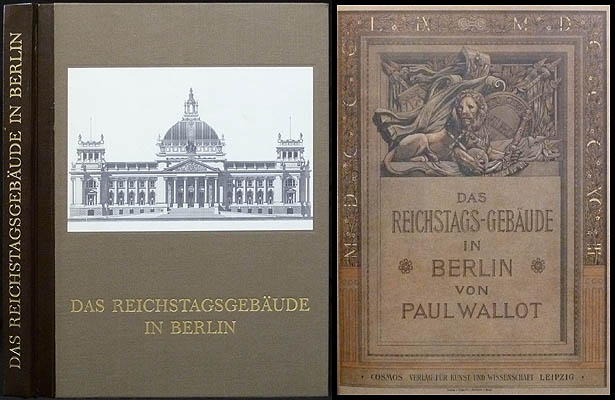 DAS REICHSTAGSGEBÄUDE IN BERLIN
DAS REICHSTAGSGEBÄUDE
IN BERLIN
DAS
REICHSTAGS-GEBÄUDE
IN
BERLIN
VON
PAUL WALLOT
COSMOS VERLAG FÜR KUNST UND WISSENSCHAFT LEIPZIG